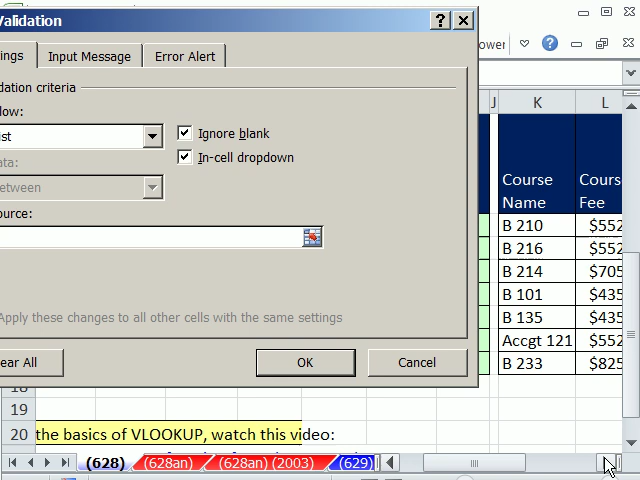 Validation
ings Input Message Error Alert
ower
dation criteria
low:
ist
Ignore blank
ata:
In-cell dropdown
etween
ource:
Apply these changes to all other cells with the same settings
ear All OK Cancel
J K L
Course Name
Cours Fee
B 210 $552
B 216 $552
B 214 $705
B 101 $435
B 135 $435
Accgt 121 $552
B 233 $825
18
19
20 the basics of VLOOKUP, watch this video:
(628) (628an) (628an) (2003) (629)